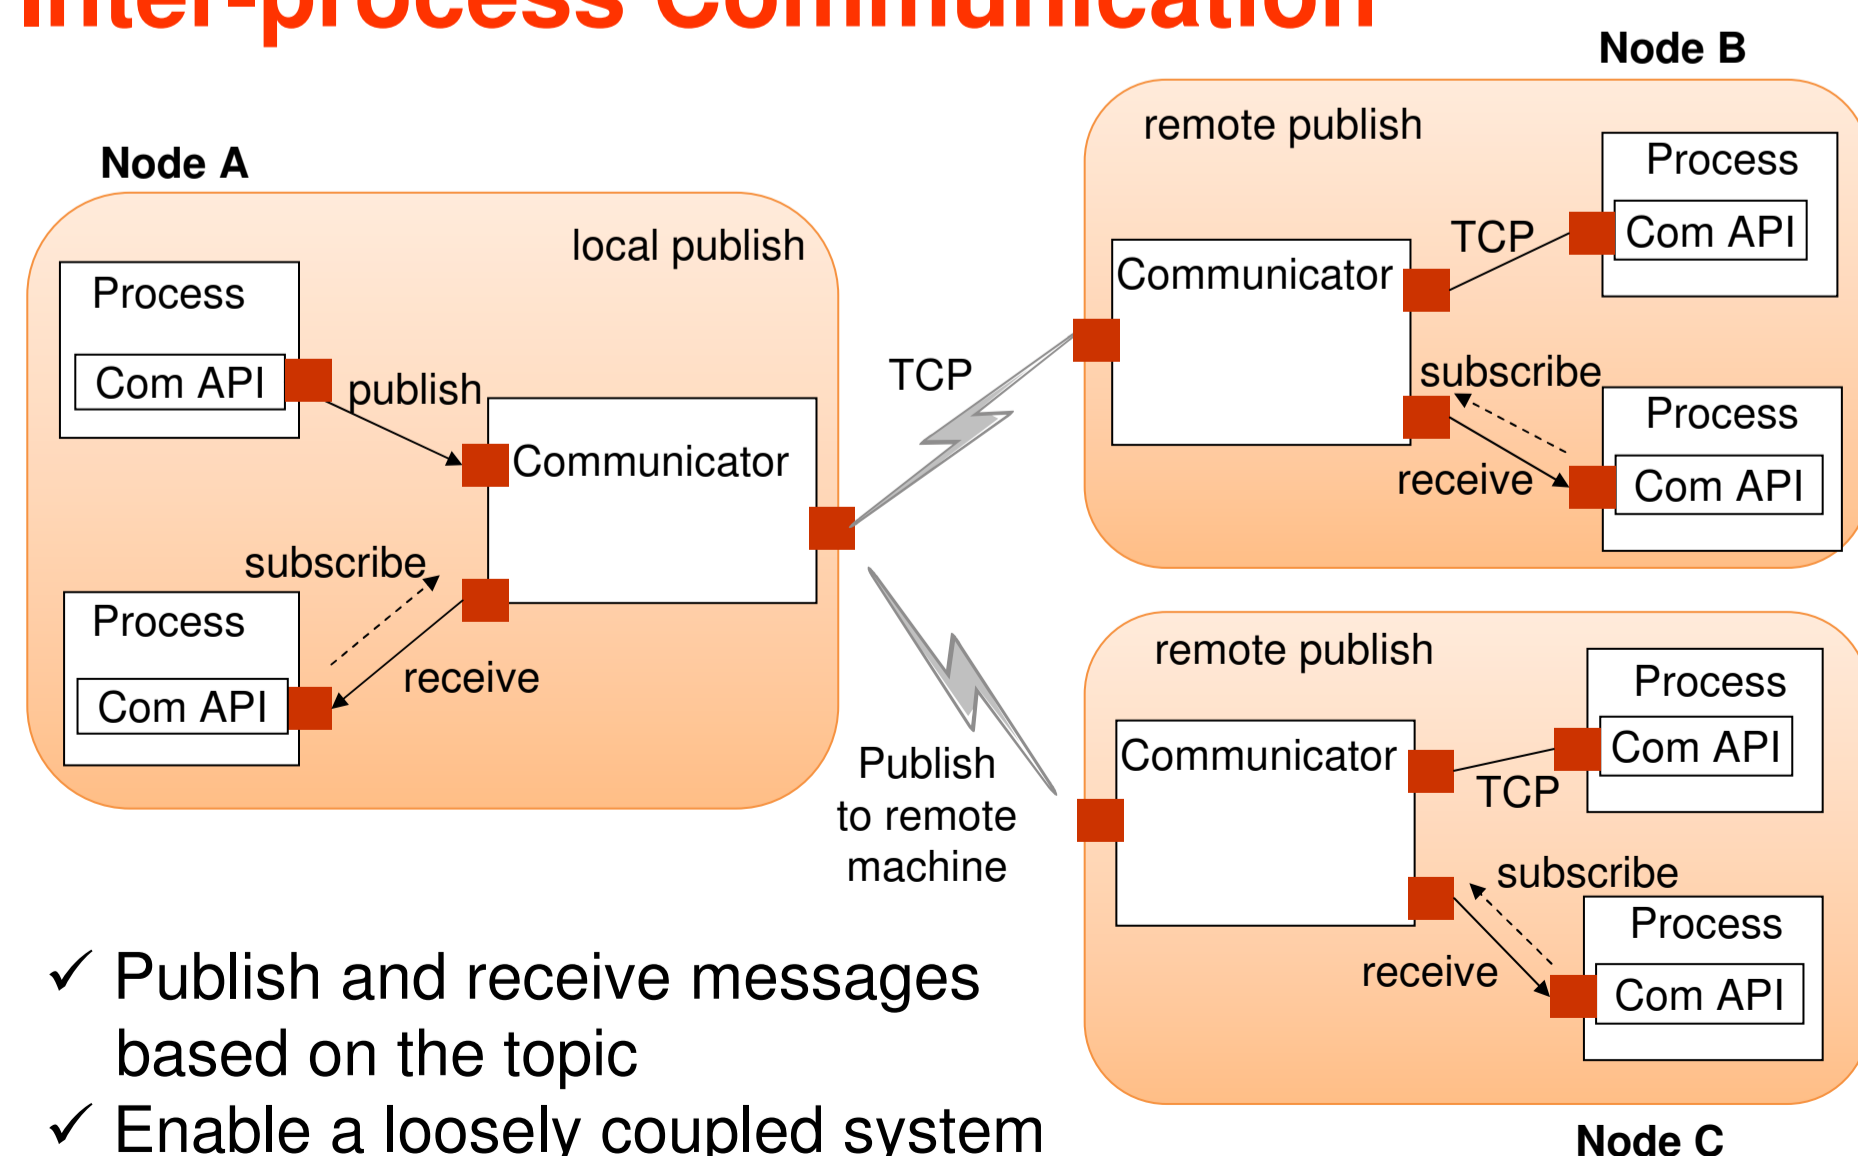 Inter-process Communication
Node A
local publish
Process
Com API
publish
Communicator
subscribe
Process
Com API
receive
TCP
Publish
to remote
machine
Node B
remote publish
Process
Com API
TCP
Communicator
subscribe
Process
Com API
receive
remote publish
Process
Com API
TCP
Communicator
subscribe
Process
Com API
receive
Node C
✓ Publish and receive messages
based on the topic
✓ Enable a loosely coupled system